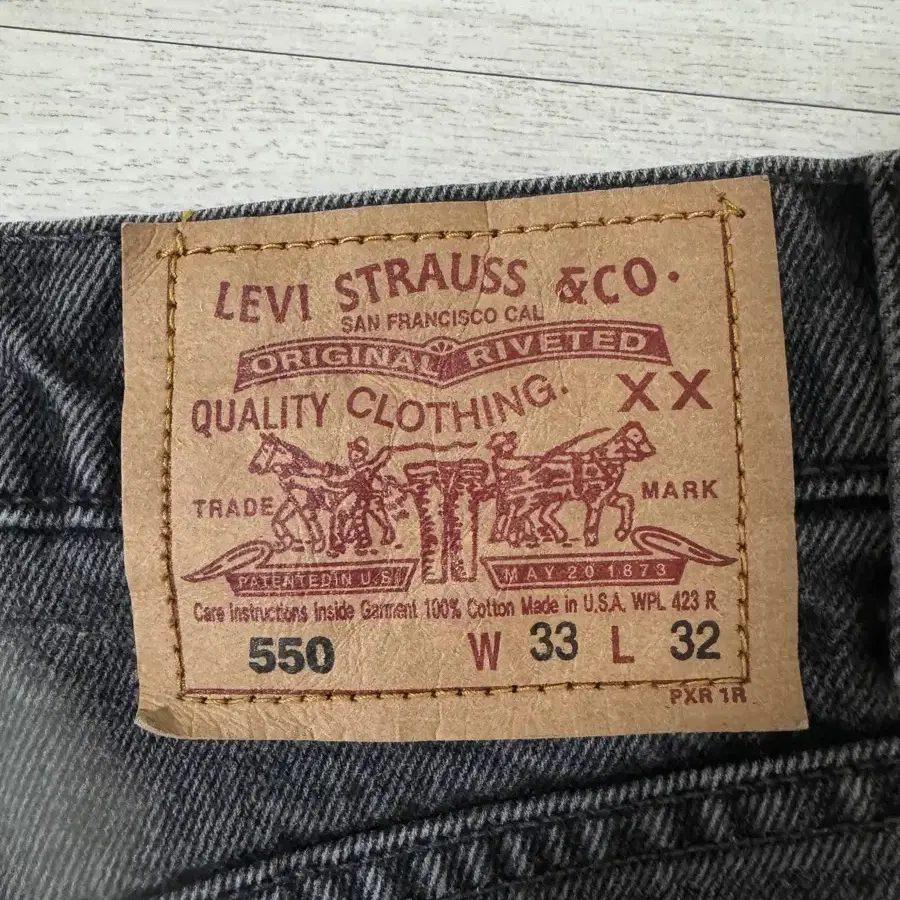 LEVI STRAUSS & CO.
SAN FRANCISCO CAL
ORIGINAL RIVETED
QUALITY CLOTHING. XX
TRADE MARK
PATENTED IN U.S. MAY 20 1873
Care Instructions Inside Garment 100% Cotton Made in U.S.A. WPL 423 R
550 W 33 L 32
PXR 1R